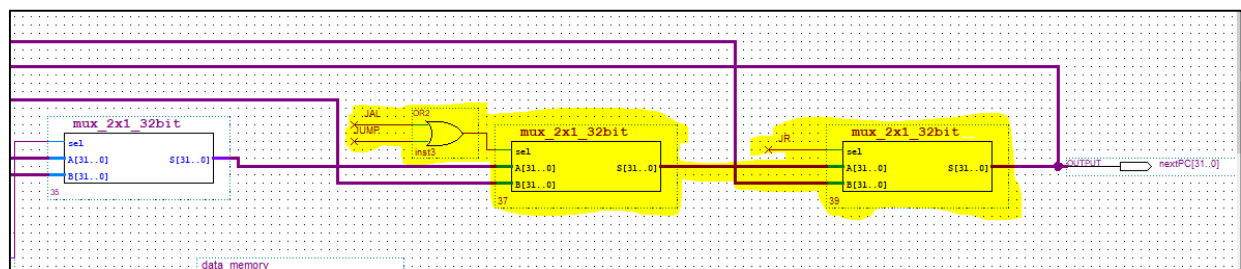 mux_2x1_32bit
sel
A[31..0] S[31..0]
B[31..0]
35
JAL
JUMP
OR2
inst3
mux_2x1_32bit
sel
A[31..0] S[31..0]
B[31..0]
37
JR
mux_2x1_32bit
sel
A[31..0] S[31..0]
B[31..0]
39
OUTPUT nextPC[31..0]
data_memory